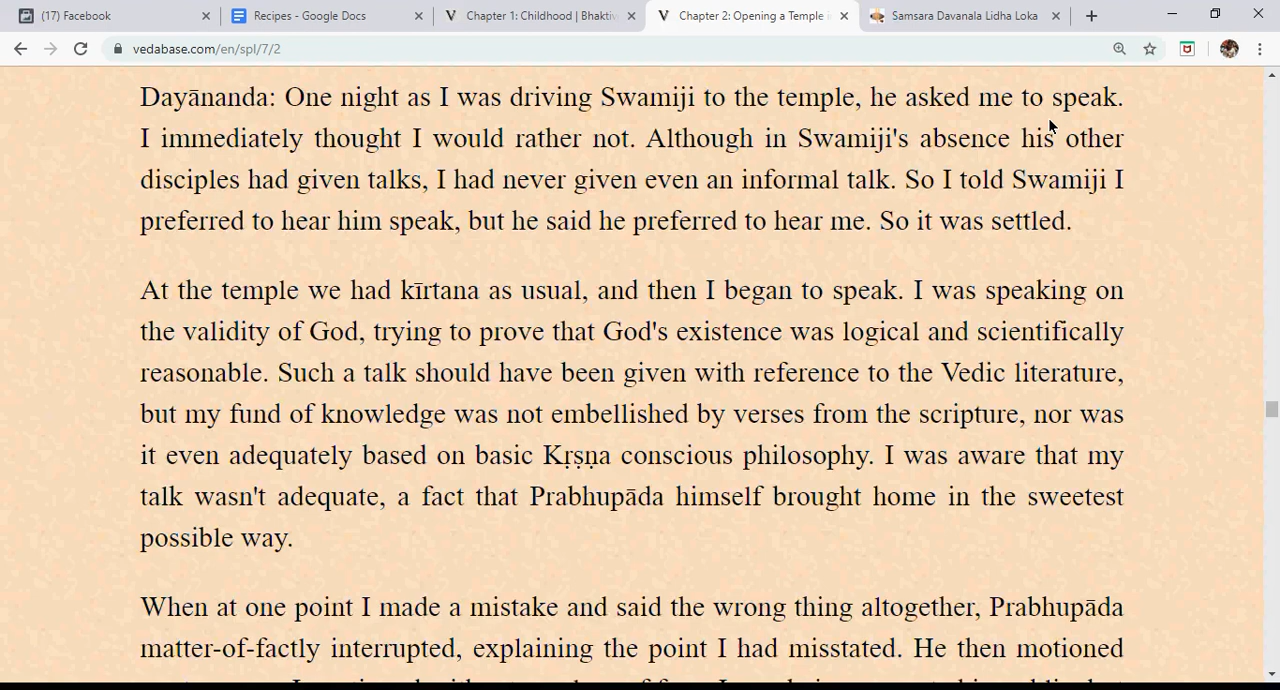 (17) Facebook
Recipes - Google Docs
Chapter 1: Childhood | Bhaktiv
Chapter 2: Opening a Temple i
Samsara Davanala Lidha Loka
vedabase.com/en/spl/7/2
Dayānanda: One night as I was driving Swamiji to the temple, he asked me to speak.
I immediately thought I would rather not. Although in Swamiji's absence his other
disciples had given talks, I had never given even an informal talk. So I told Swamiji I
preferred to hear him speak, but he said he preferred to hear me. So it was settled.
At the temple we had kīrtana as usual, and then I began to speak. I was speaking on
the validity of God, trying to prove that God's existence was logical and scientifically
reasonable. Such a talk should have been given with reference to the Vedic literature,
but my fund of knowledge was not embellished by verses from the scripture, nor was
it even adequately based on basic Kṛṣṇa conscious philosophy. I was aware that my
talk wasn't adequate, a fact that Prabhupāda himself brought home in the sweetest
possible way.
When at one point I made a mistake and said the wrong thing altogether, Prabhupāda
matter-of-factly interrupted, explaining the point I had misstated. He then motioned